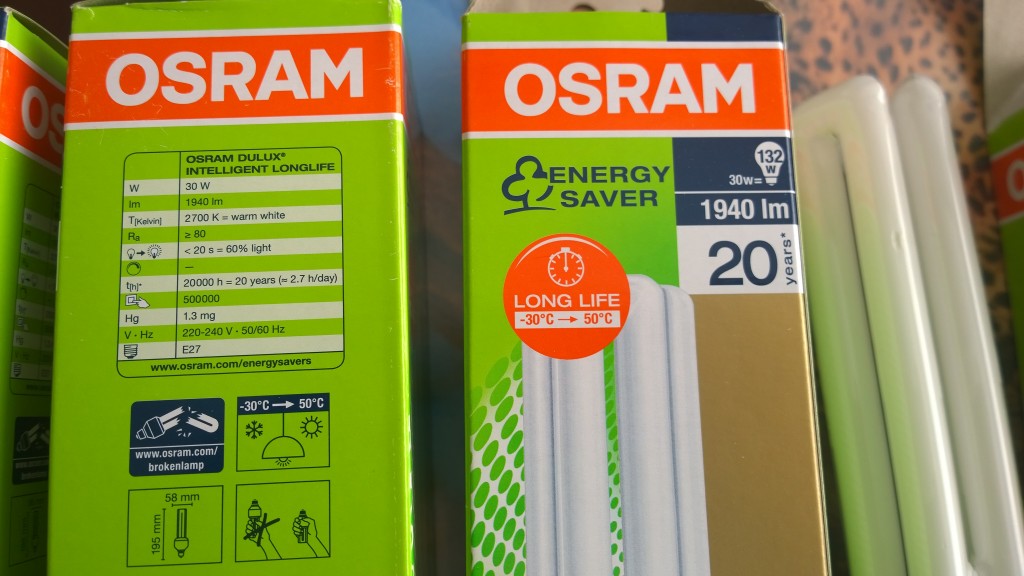 OS
OSRAM
OSRAM DULUX®
INTELLIGENT LONGLIFE
W 30 W
lm 1940 lm
T[Kelvin] 2700 K = warm white
Ra ≥ 80
< 20 s = 60% light
—
t[h]* 20000 h = 20 years (= 2.7 h/day)
500000
Hg 1,3 mg
V · Hz 220-240 V · 50/60 Hz
E27
www.osram.com/energysavers
www.osram.com/
brokenlamp
-30°C → 50°C
58 mm
195 mm
OSRAM
ENERGY
SAVER
132
W
30W=
1940 lm
20 years*
LONG LIFE
-30°C → 50°C